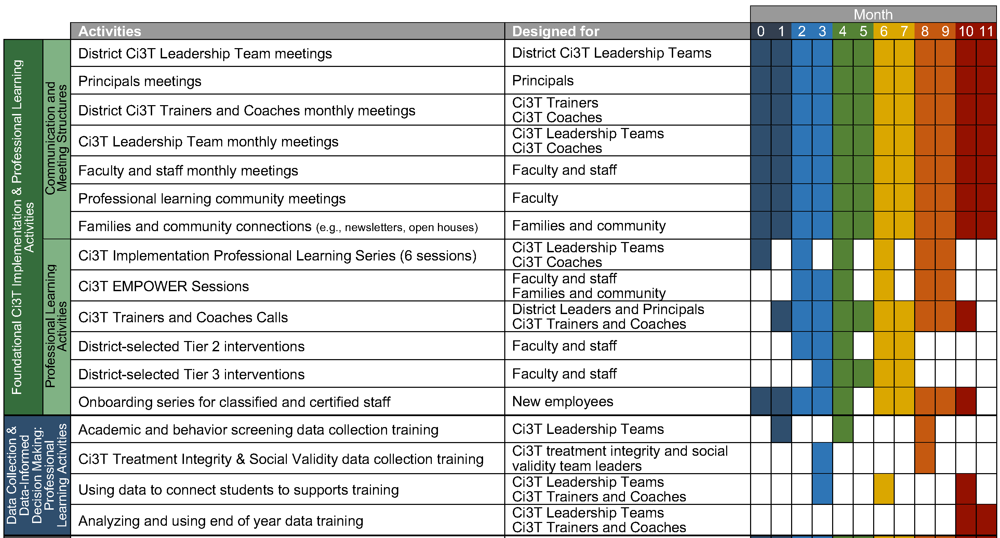 Month
Activities
Designed for
0 1 2 3 4 5 6 7 8 9 10 11
Foundational Ci3T Implementation & Professional Learning
Activities
Communication and
Meeting Structures
District Ci3T Leadership Team meetings
District Ci3T Leadership Teams
Principals meetings
Principals
District Ci3T Trainers and Coaches monthly meetings
Ci3T Trainers
Ci3T Coaches
Ci3T Leadership Team monthly meetings
Ci3T Leadership Teams
Ci3T Coaches
Faculty and staff monthly meetings
Faculty and staff
Professional learning community meetings
Faculty
Families and community connections (e.g., newsletters, open houses)
Families and community
Professional Learning
Activities
Ci3T Implementation Professional Learning Series (6 sessions)
Ci3T Leadership Teams
Ci3T Coaches
Ci3T EMPOWER Sessions
Faculty and staff
Families and community
Ci3T Trainers and Coaches Calls
District Leaders and Principals
Ci3T Trainers and Coaches
District-selected Tier 2 interventions
Faculty and staff
District-selected Tier 3 interventions
Faculty and staff
Onboarding series for classified and certified staff
New employees
Data Collection &
Data-Informed
Decision Making:
Professional
Learning Activities
Academic and behavior screening data collection training
Ci3T Leadership Teams
Ci3T Treatment Integrity & Social Validity data collection training
Ci3T treatment integrity and social
validity team leaders
Using data to connect students to supports training
Ci3T Leadership Teams
Ci3T Trainers and Coaches
Analyzing and using end of year data training
Ci3T Leadership Teams
Ci3T Trainers and Coaches